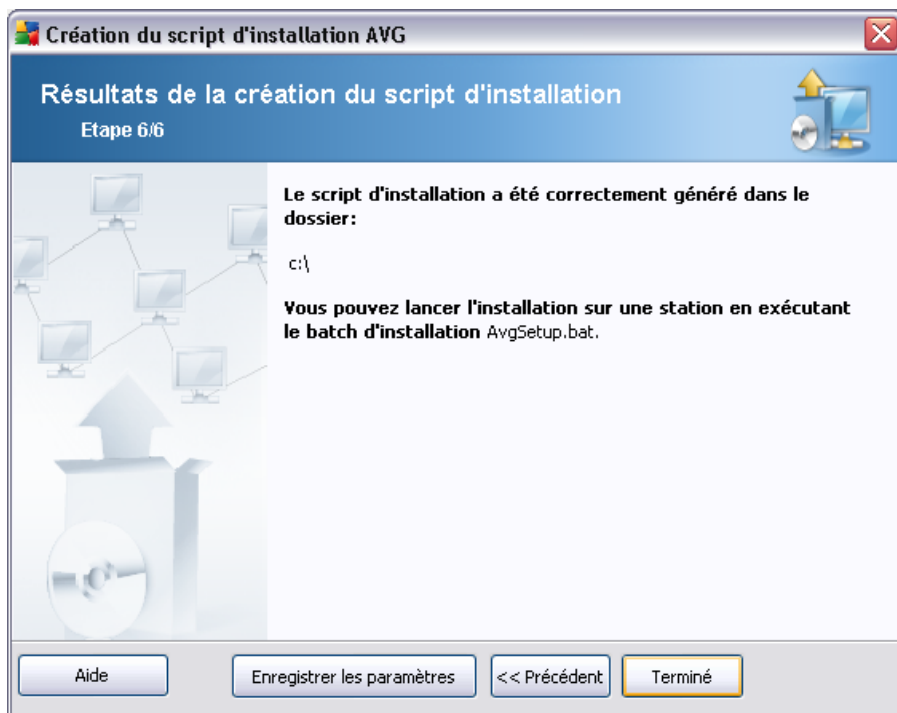 Création du script d'installation AVG
Résultats de la création du script d'installation
Etape 6/6
Le script d'installation a été correctement généré dans le
dossier:
c:\
Vous pouvez lancer l'installation sur une station en exécutant
le batch d'installation AvgSetup.bat.
Aide
Enregistrer les paramètres
<< Précédent
Terminé